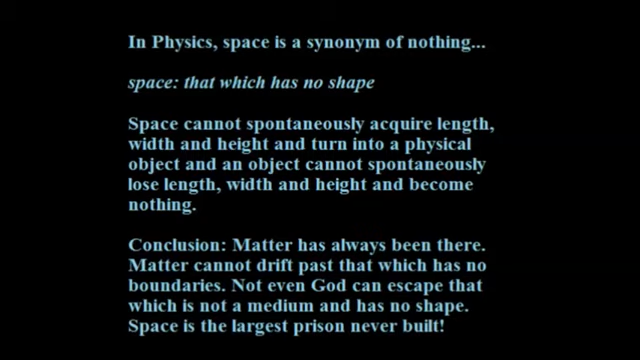 In Physics, space is a synonym of nothing...
space: that which has no shape
Space cannot spontaneously acquire length,
width and height and turn into a physical
object and an object cannot spontaneously
lose length, width and height and become
nothing.
Conclusion: Matter has always been there.
Matter cannot drift past that which has no
boundaries. Not even God can escape that
which is not a medium and has no shape.
Space is the largest prison never built!